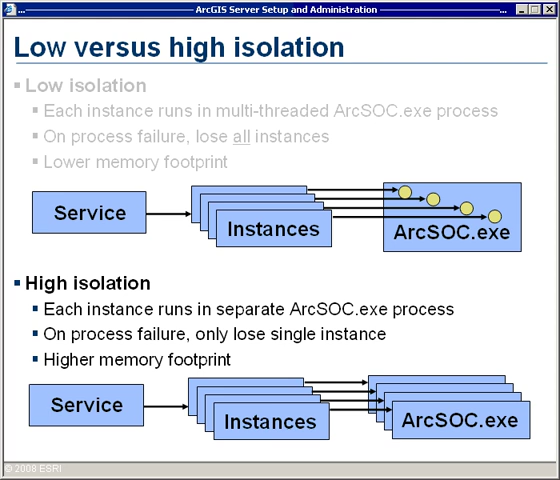 ArcGIS Server Setup and Administration
Low versus high isolation
Low isolation
Each instance runs in multi-threaded ArcSOC.exe process
On process failure, lose all instances
Lower memory footprint
Service
Instances
ArcSOC.exe
High isolation
Each instance runs in separate ArcSOC.exe process
On process failure, only lose single instance
Higher memory footprint
Service
Instances
ArcSOC.exe
© 2008 ESRI